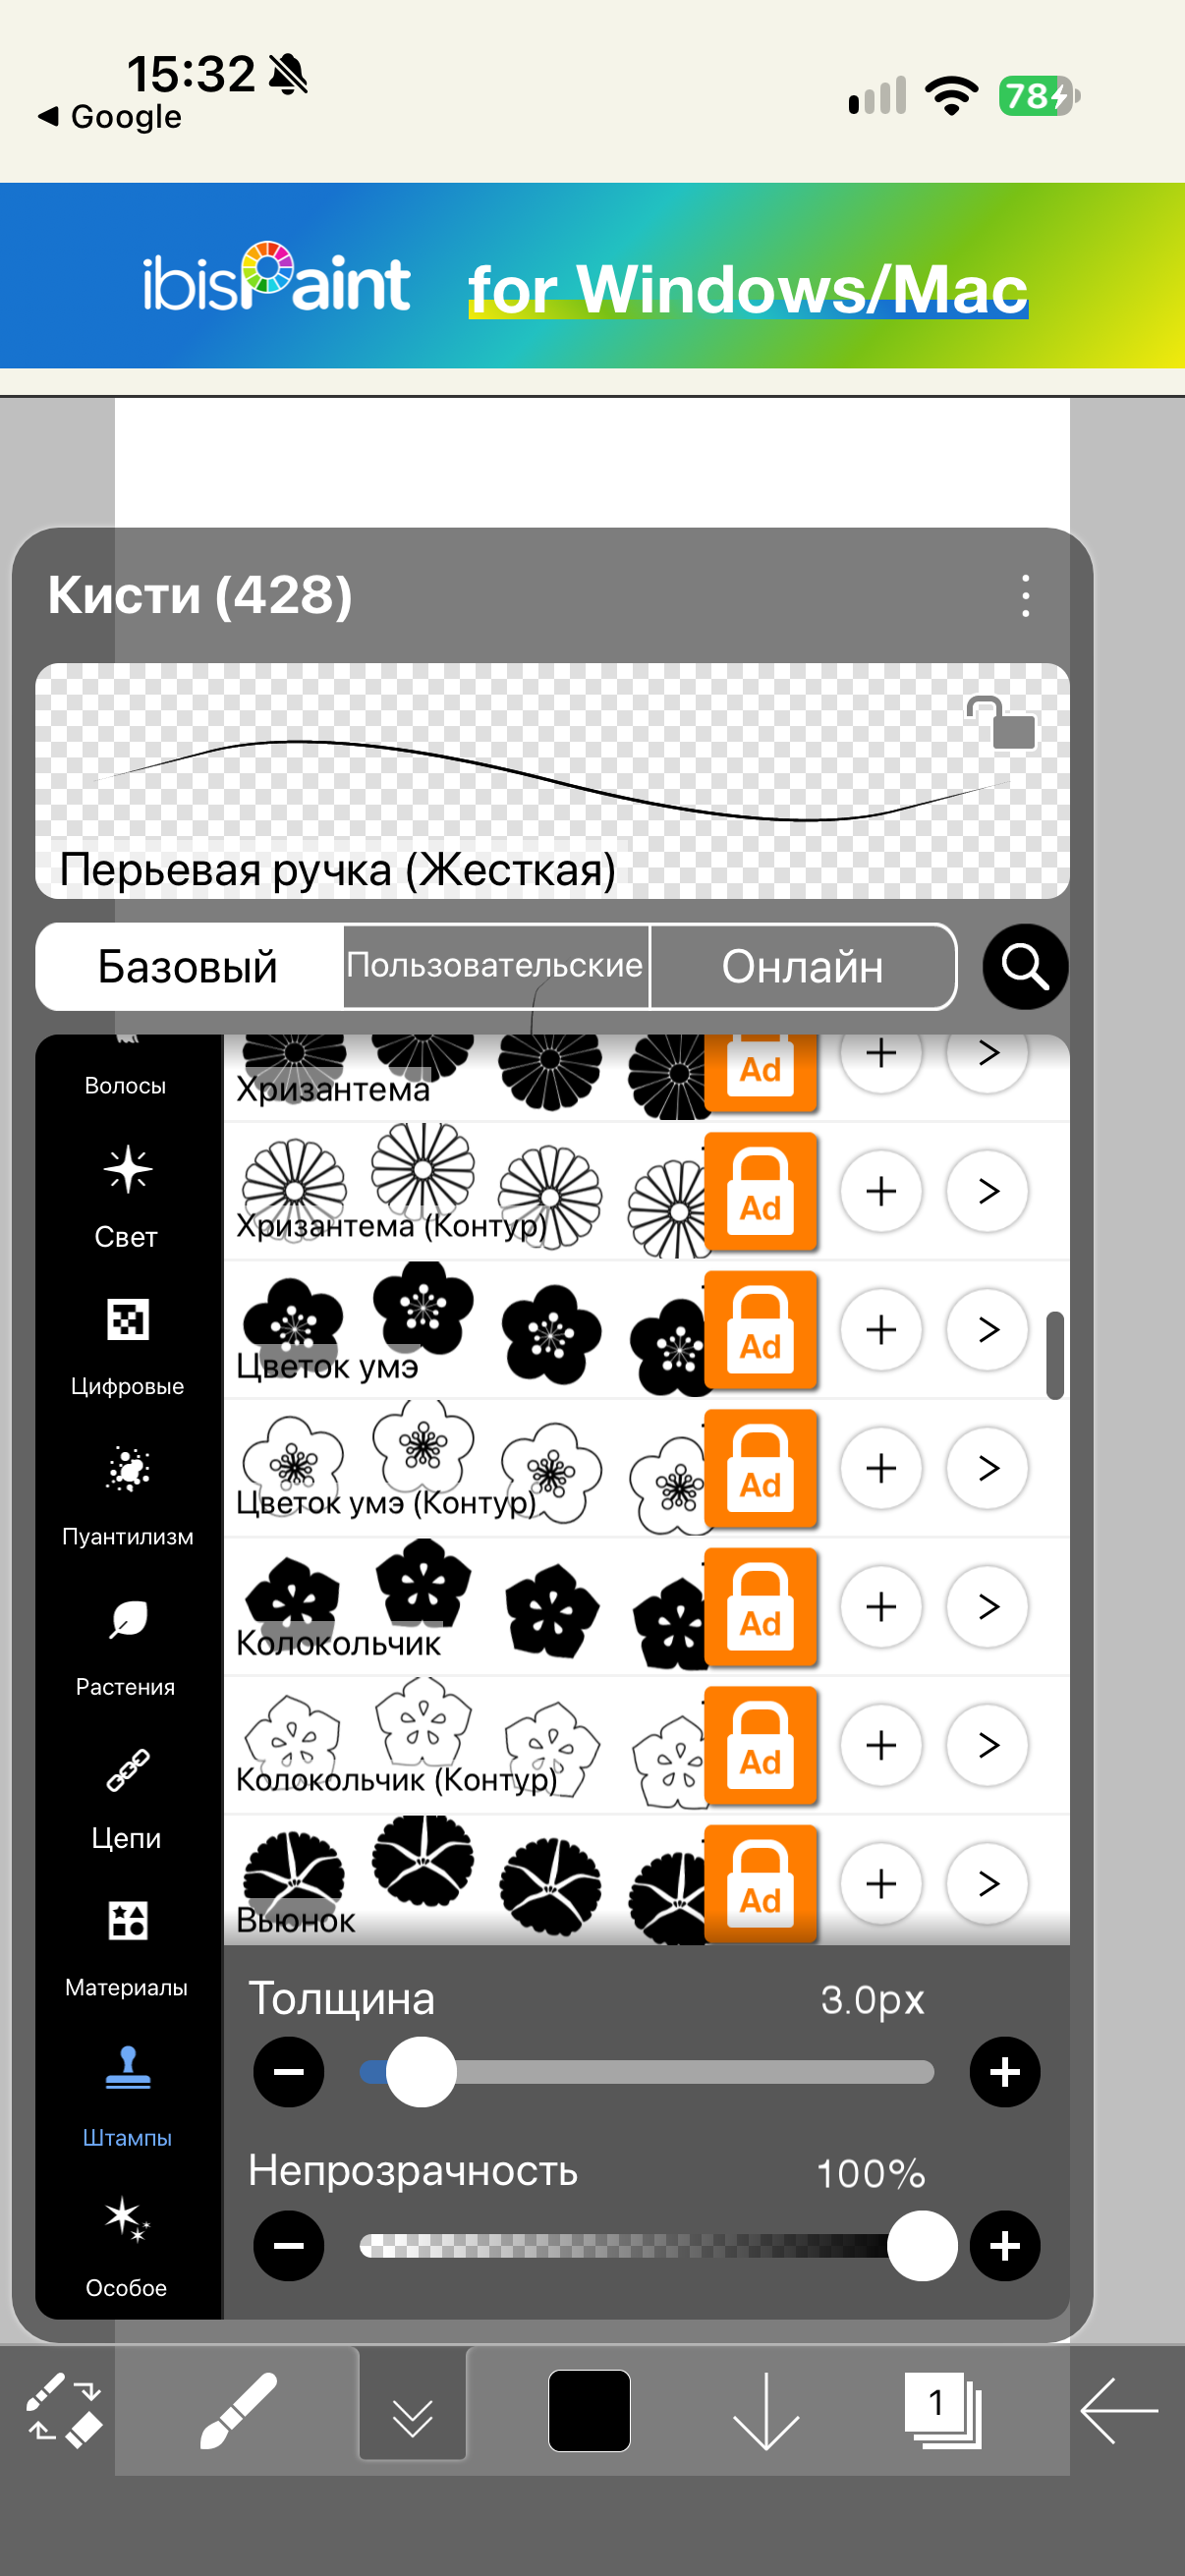 15:32
Google
78
ibisPaint for Windows/Mac
Кисти (428)
Перьевая ручка (Жесткая)
Базовый
Пользовательские
Онлайн
Волосы
Свет
Цифровые
Пуантилизм
Растения
Цепи
Материалы
Штампы
Особое
Хризантема
Ad
Хризантема (Контур)
Ad
Цветок умэ
Ad
Цветок умэ (Контур)
Ad
Колокольчик
Ad
Колокольчик (Контур)
Ad
Вьюнок
Ad
Толщина
3.0px
Непрозрачность
100%
1